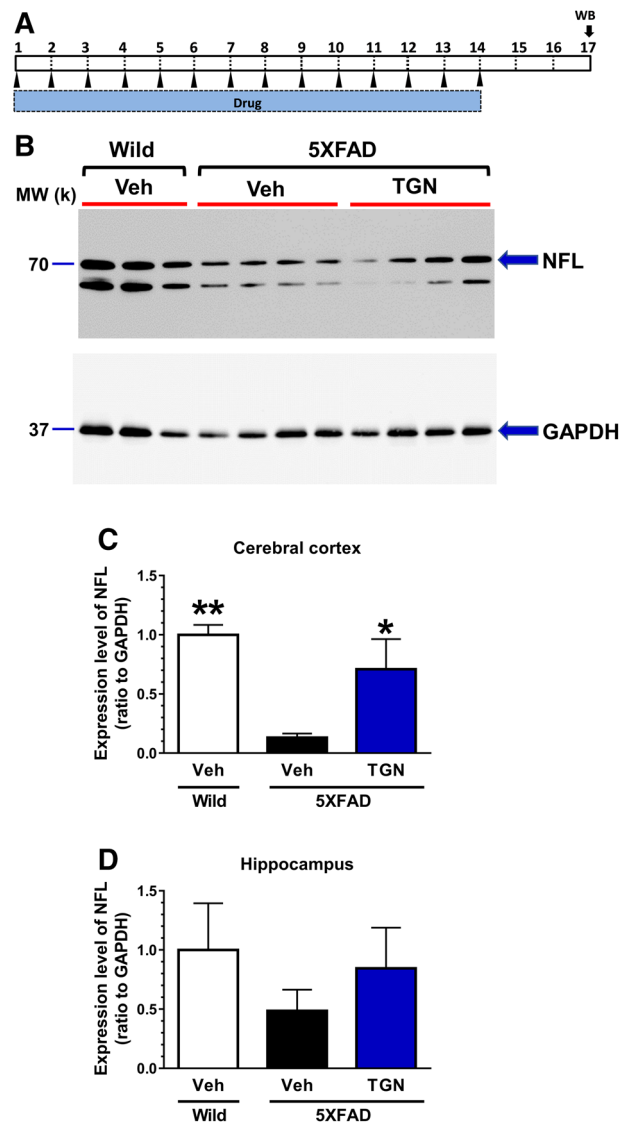 A
WB
1 2 3 4 5 6 7 8 9 10 11 12 13 14 15 16 17
Drug
B
Wild 5XFAD
MW (k) Veh Veh TGN
70 NFL
37 GAPDH
C
Cerebral cortex
Expression level of NFL
(ratio to GAPDH)
1.5
**
1.0
*
0.5
0.0
Veh Veh TGN
Wild 5XFAD
D
Hippocampus
Expression level of NFL
(ratio to GAPDH)
1.5
1.0
0.5
0.0
Veh Veh TGN
Wild 5XFAD